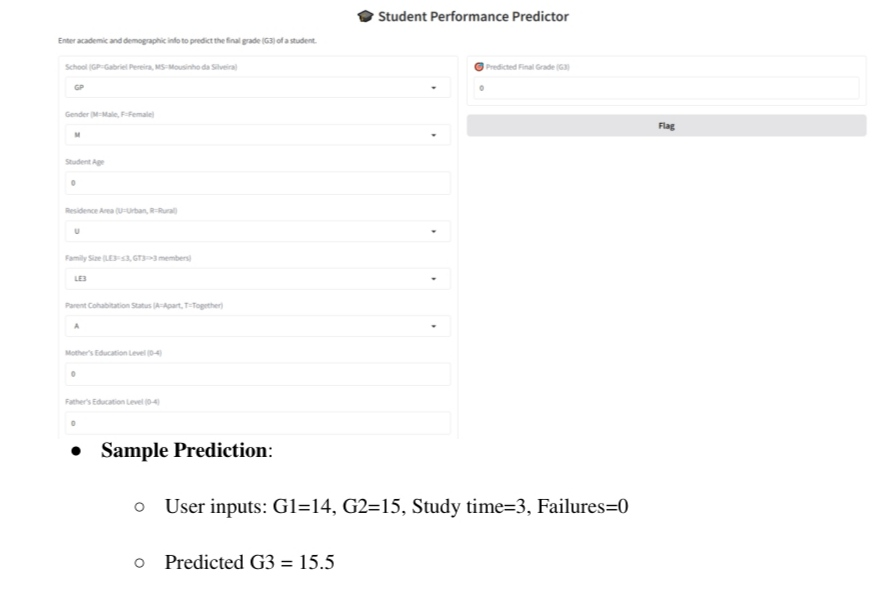 🎓 Student Performance Predictor
Enter academic and demographic info to predict the final grade (G3) of a student.
School (GP=Gabriel Pereira, MS=Mousinho da Silveira)
GP
Gender (M=Male, F=Female)
M
Student Age
0
Residence Area (U=Urban, R=Rural)
U
Family Size (LE3=≤3, GT3=>3 members)
LE3
Parent Cohabitation Status (A=Apart, T=Together)
A
Mother's Education Level (0-4)
0
Father's Education Level (0-4)
0
🎯 Predicted Final Grade (G3)
0
Flag
● Sample Prediction:
○ User inputs: G1=14, G2=15, Study time=3, Failures=0
○ Predicted G3 = 15.5